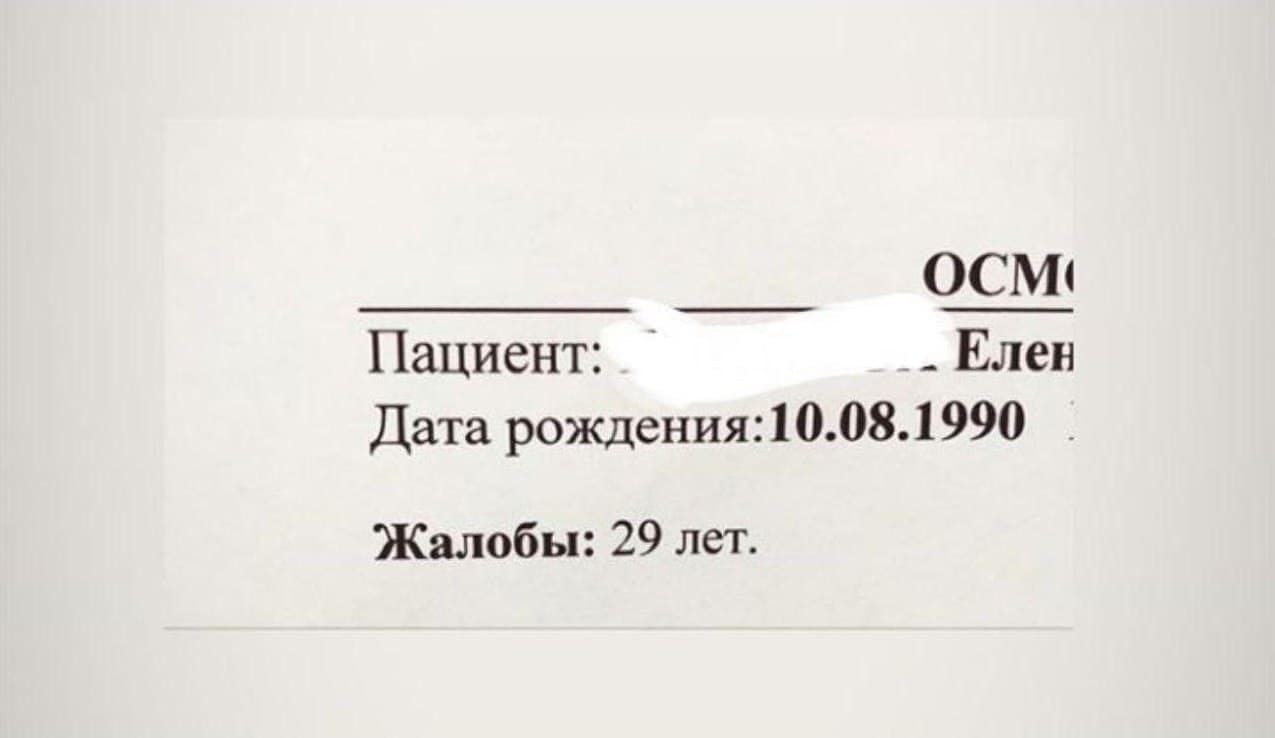 Пациент:
Дата рождения:10.08.1990
Жалобы: 29 лет.